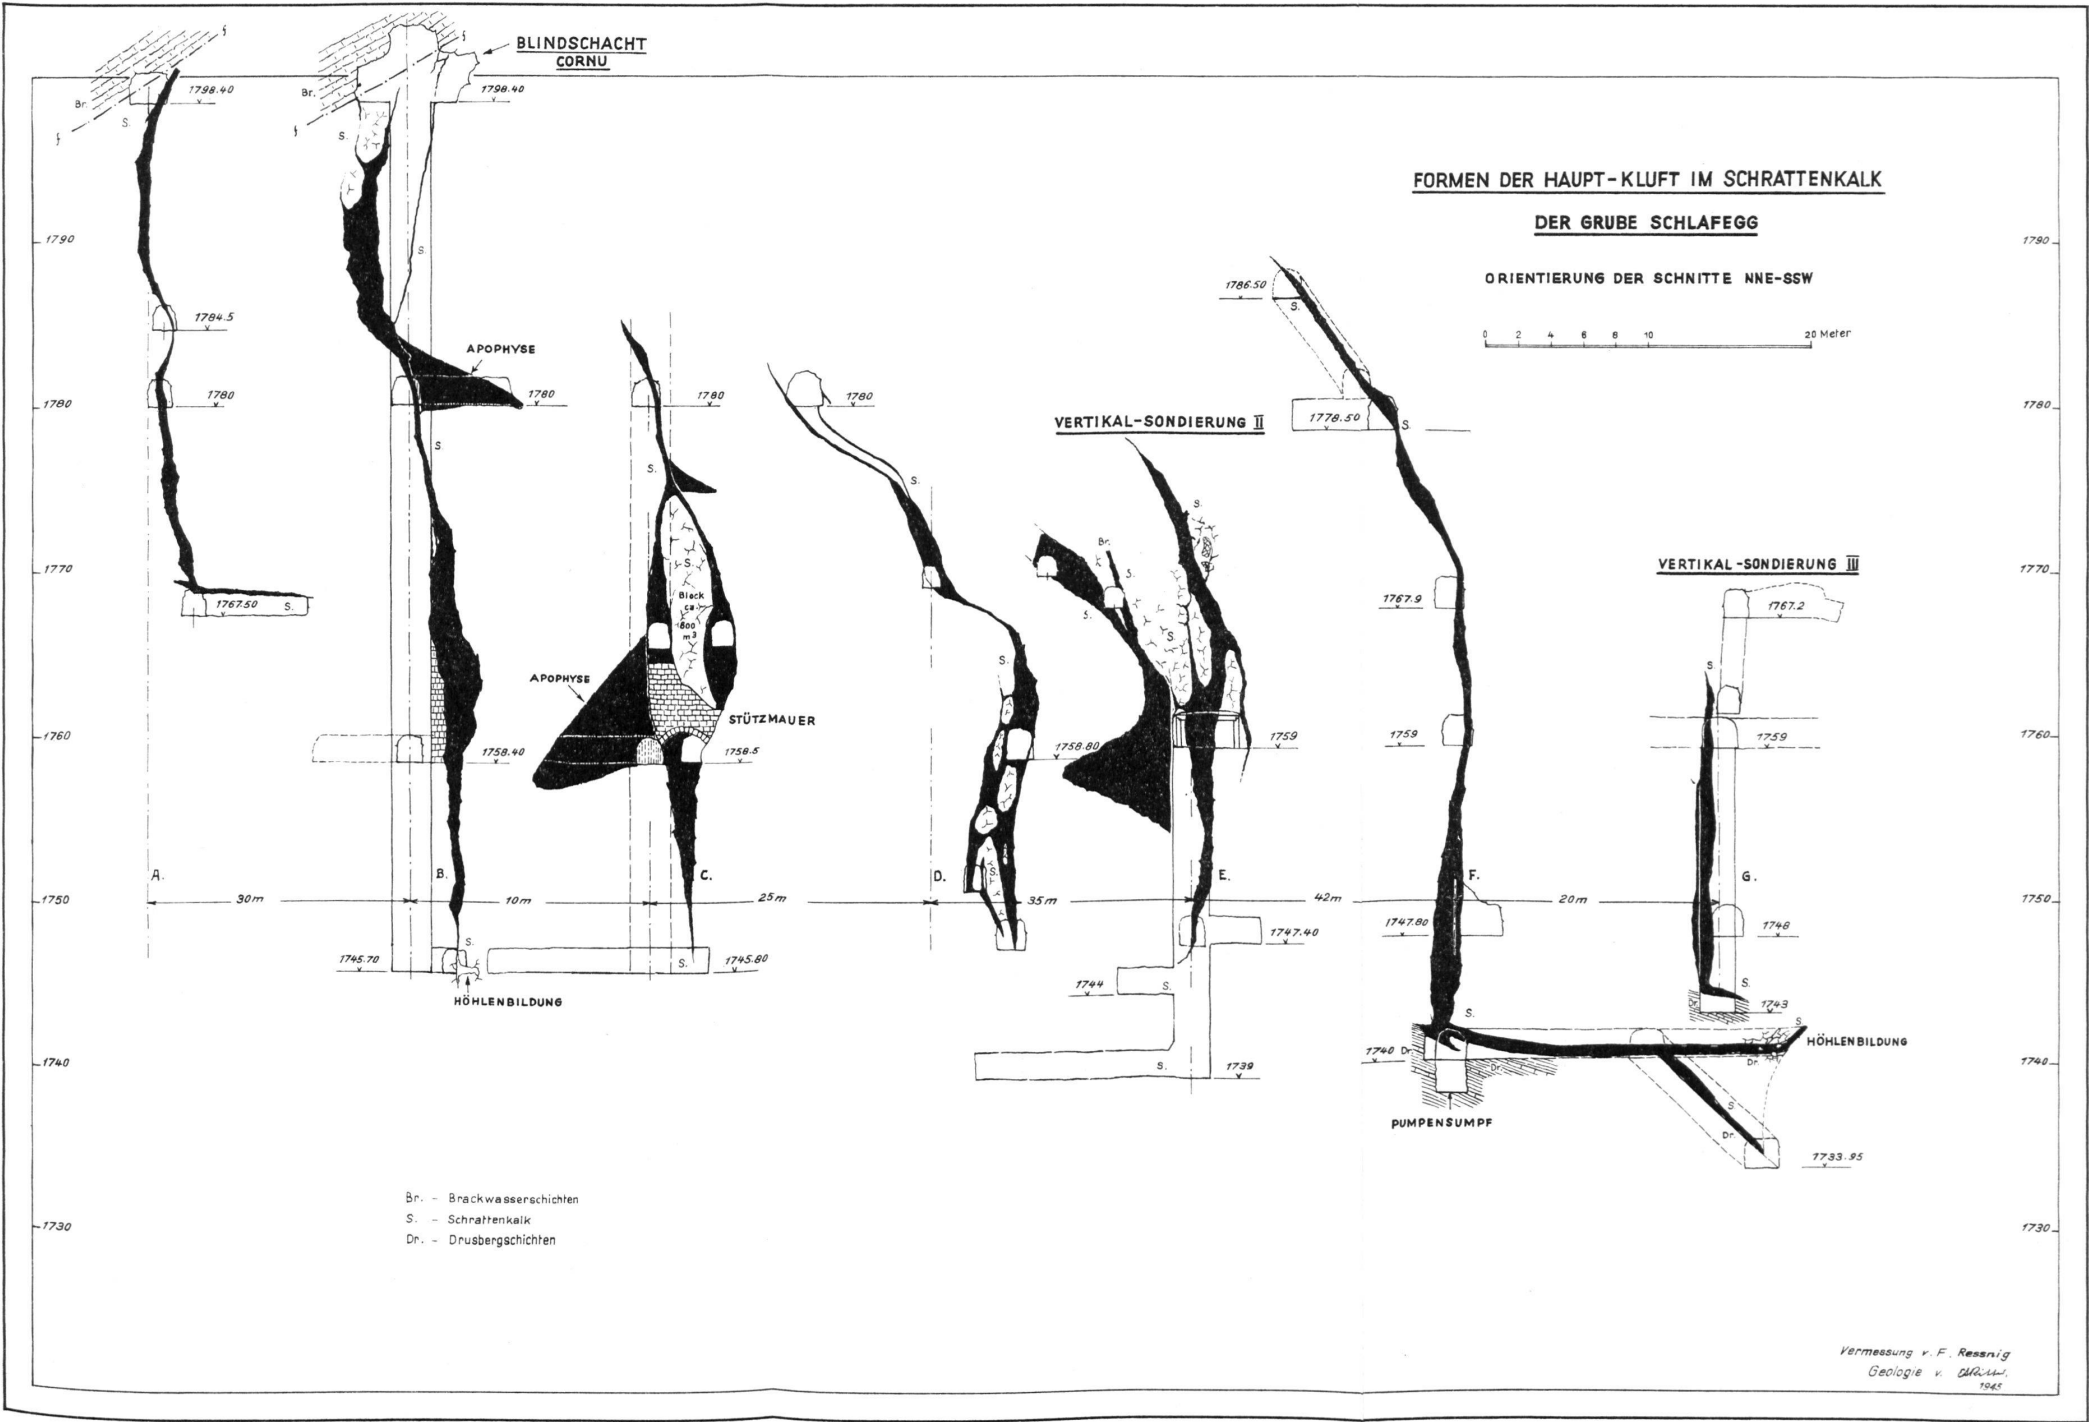 BLINDSCHACHT
CORNU
Br.
S.
1798.40
Br.
S.
1798.40
FORMEN DER HAUPT-KLUFT IM SCHRATTENKALK
DER GRUBE SCHLAFEGG
ORIENTIERUNG DER SCHNITTE NNE-SSW
0 2 4 6 8 10 20 Meter
1790
S.
1790
1786.50
S.
1784.5
APOPHYSE
1780
1780
1780
1780
1780
1780
1778.50
S.
VERTIKAL-SONDIERUNG II
S.
S.
S.
S.
1770
Br.
S.
S.
S.
S.
Block
ca.
800
m³
1770
VERTIKAL-SONDIERUNG III
1767.50
S.
1767.9
1767.2
S.
S.
APOPHYSE
STÜTZMAUER
1760
1758.40
1758.5
1758.80
1759
1759
1759
1760
A.
B.
C.
D.
S.
E.
F.
G.
1750
30m
10m
25m
35m
42m
20m
1750
1747.80
1748
1747.40
S.
1745.70
S.
1745.80
HÖHLENBILDUNG
1744
S.
S.
Dr.
1743
S.
S.
1740
S.
1739
1740
Dr.
Dr.
Dr.
HÖHLENBILDUNG
1740
PUMPENSUMPF
S
Dr.
1733.95
Br. - Brackwasserschichten
S. - Schrattenkalk
Dr. - Drusbergschichten
1730
1730
Vermessung v. F. Ressnig
Geologie v.
1945